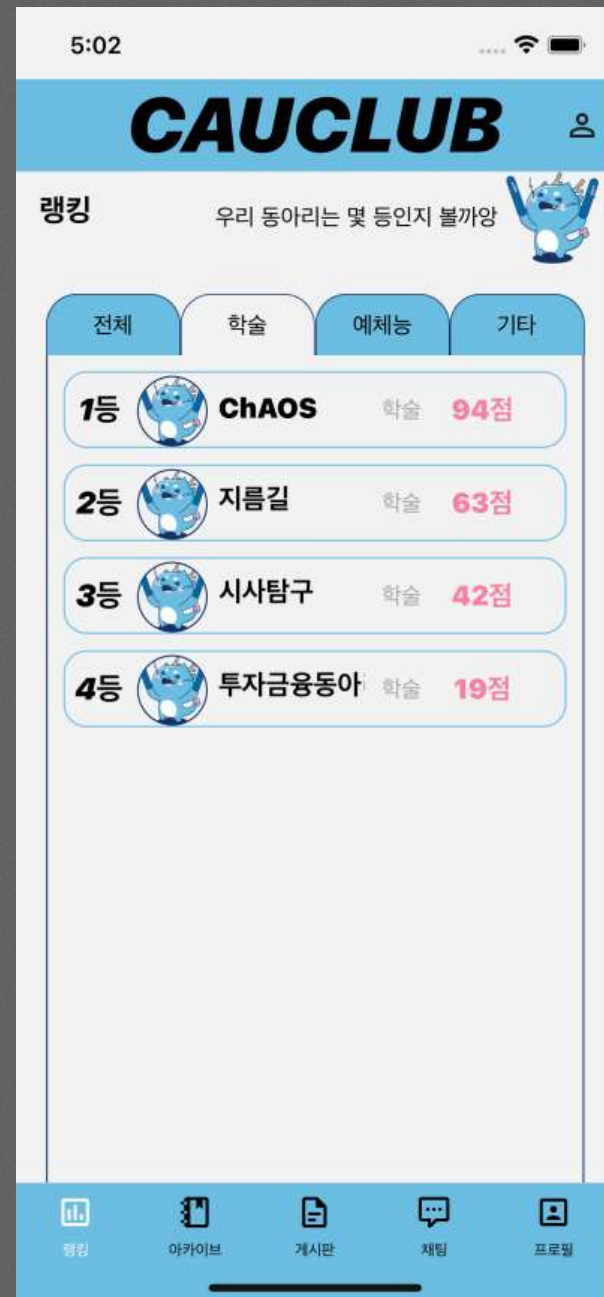 5:02
CAUCLUB
랭킹
우리 동아리는 몇 등인지 볼까앙
전체 학술 예체능 기타
1등 ChAOS 학술 94점
2등 지름길 학술 63점
3등 시사탐구 학술 42점
4등 투자금융동아 학술 19점
랭킹 아카이브 게시판 채팅 프로필